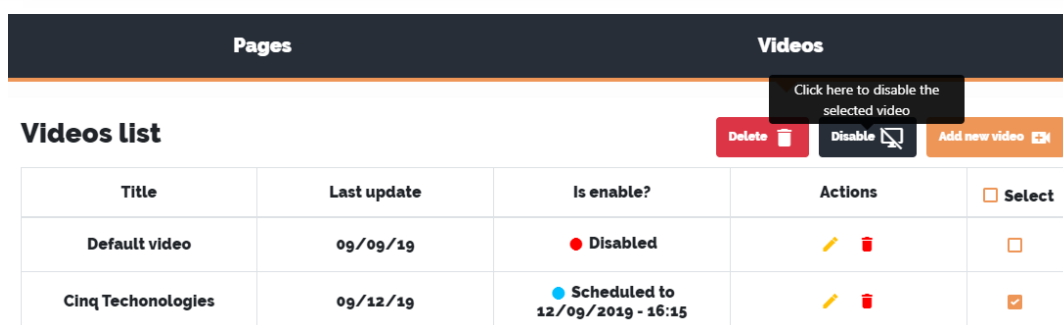 Pages Videos
Click here to disable the
selected video
Videos list
Delete Disable Add new video
Title Last update Is enable? Actions Select
Default video 09/09/19 Disabled
Cinq Techonologies 09/12/19 Scheduled to
12/09/2019 - 16:15